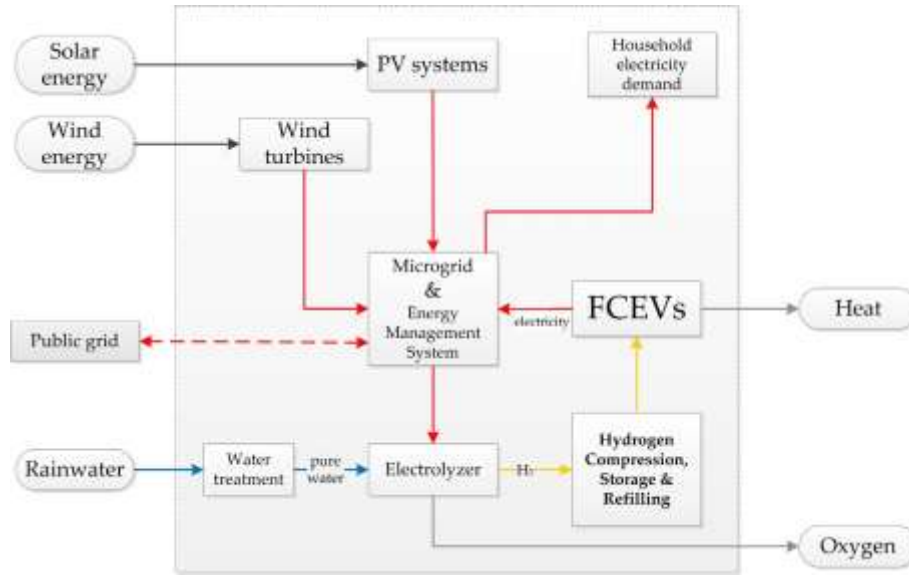 Solar
energy
PV systems
Household
electricity
demand
Wind
energy
Wind
turbines
Microgrid
&
Energy
Management
System
electricity
FCEVs
Heat
Public grid
Rainwater
Water
treatment
pure
water
Electrolyzer
H₂
Hydrogen
Compression,
Storage &
Refilling
Oxygen